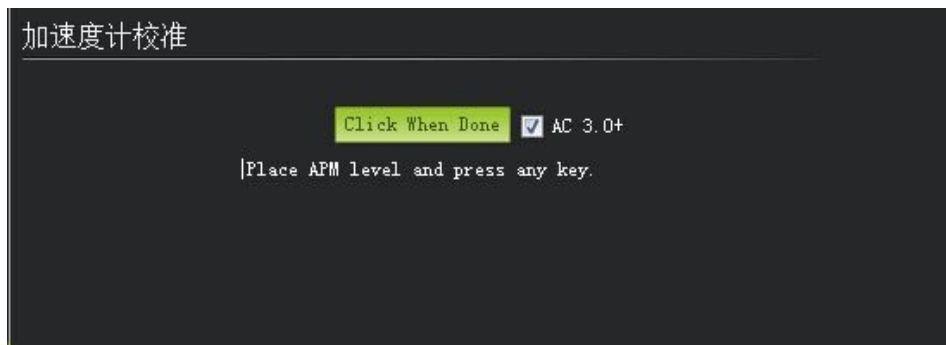 加速度计校准
Click When Done AC 3.0+
Place APM level and press any key.